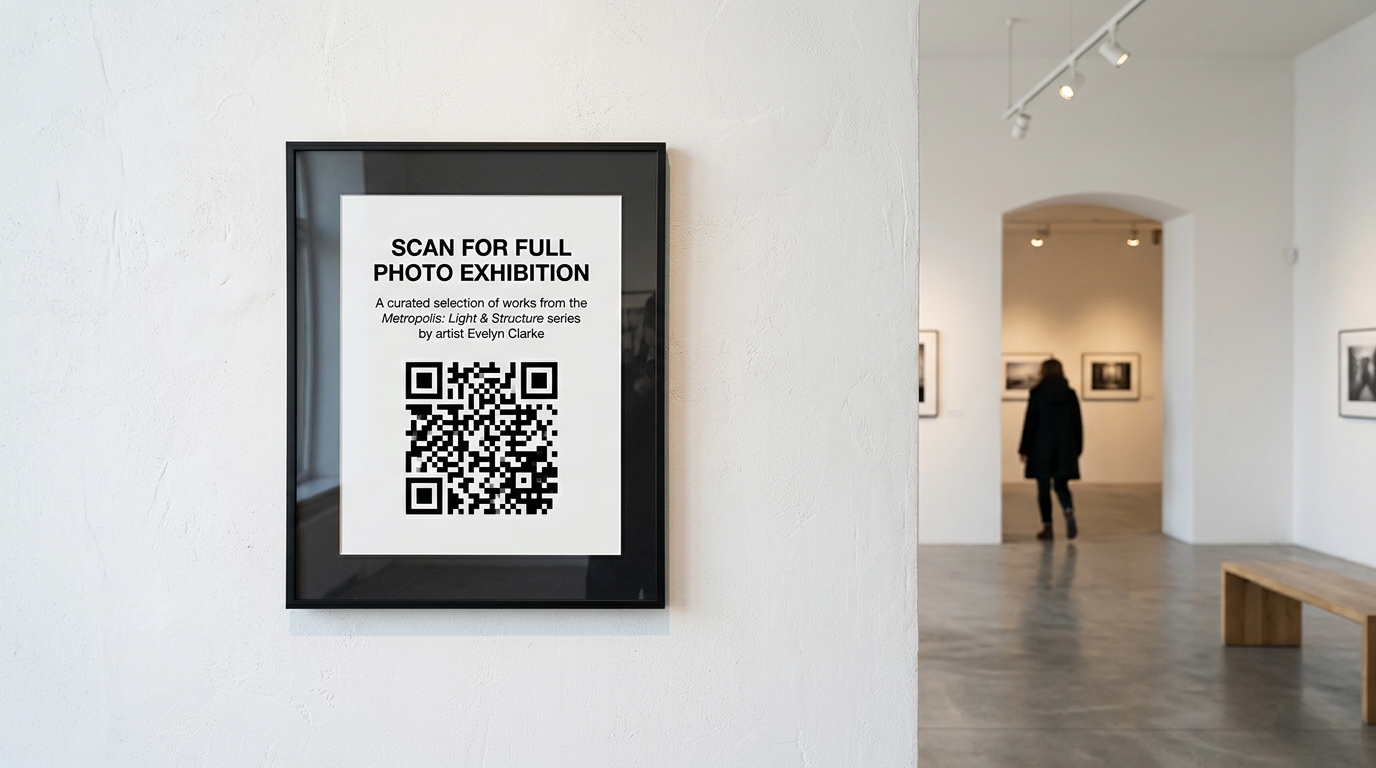 SCAN FOR FULL
PHOTO EXHIBITION
A curated selection of works from the
Metropolis: Light & Structure series
by artist Evelyn Clarke